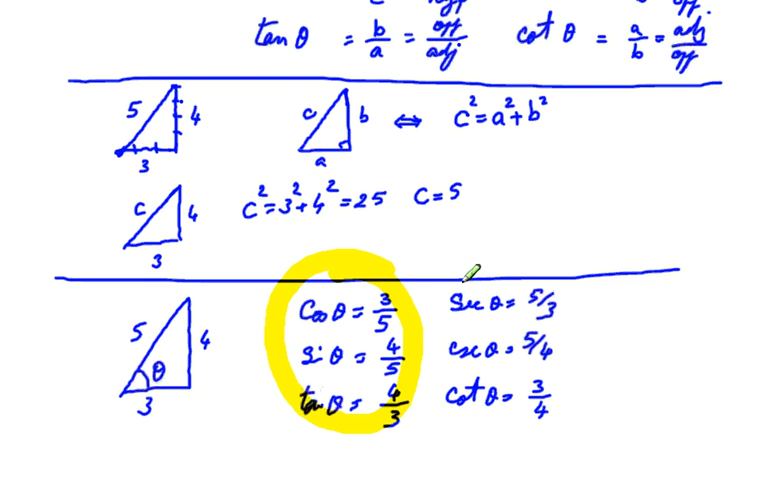 tan θ = b/a = opp/adj   cot θ = a/b = adj/opp
5 4 3
c b a ⇔ c² = a² + b²
c 4 3   c² = 3² + 4² = 25   c = 5
5 4 θ 3
Cos θ = 3/5   Sec θ = 5/3
sin θ = 4/5   csc θ = 5/4
tan θ = 4/3   cot θ = 3/4